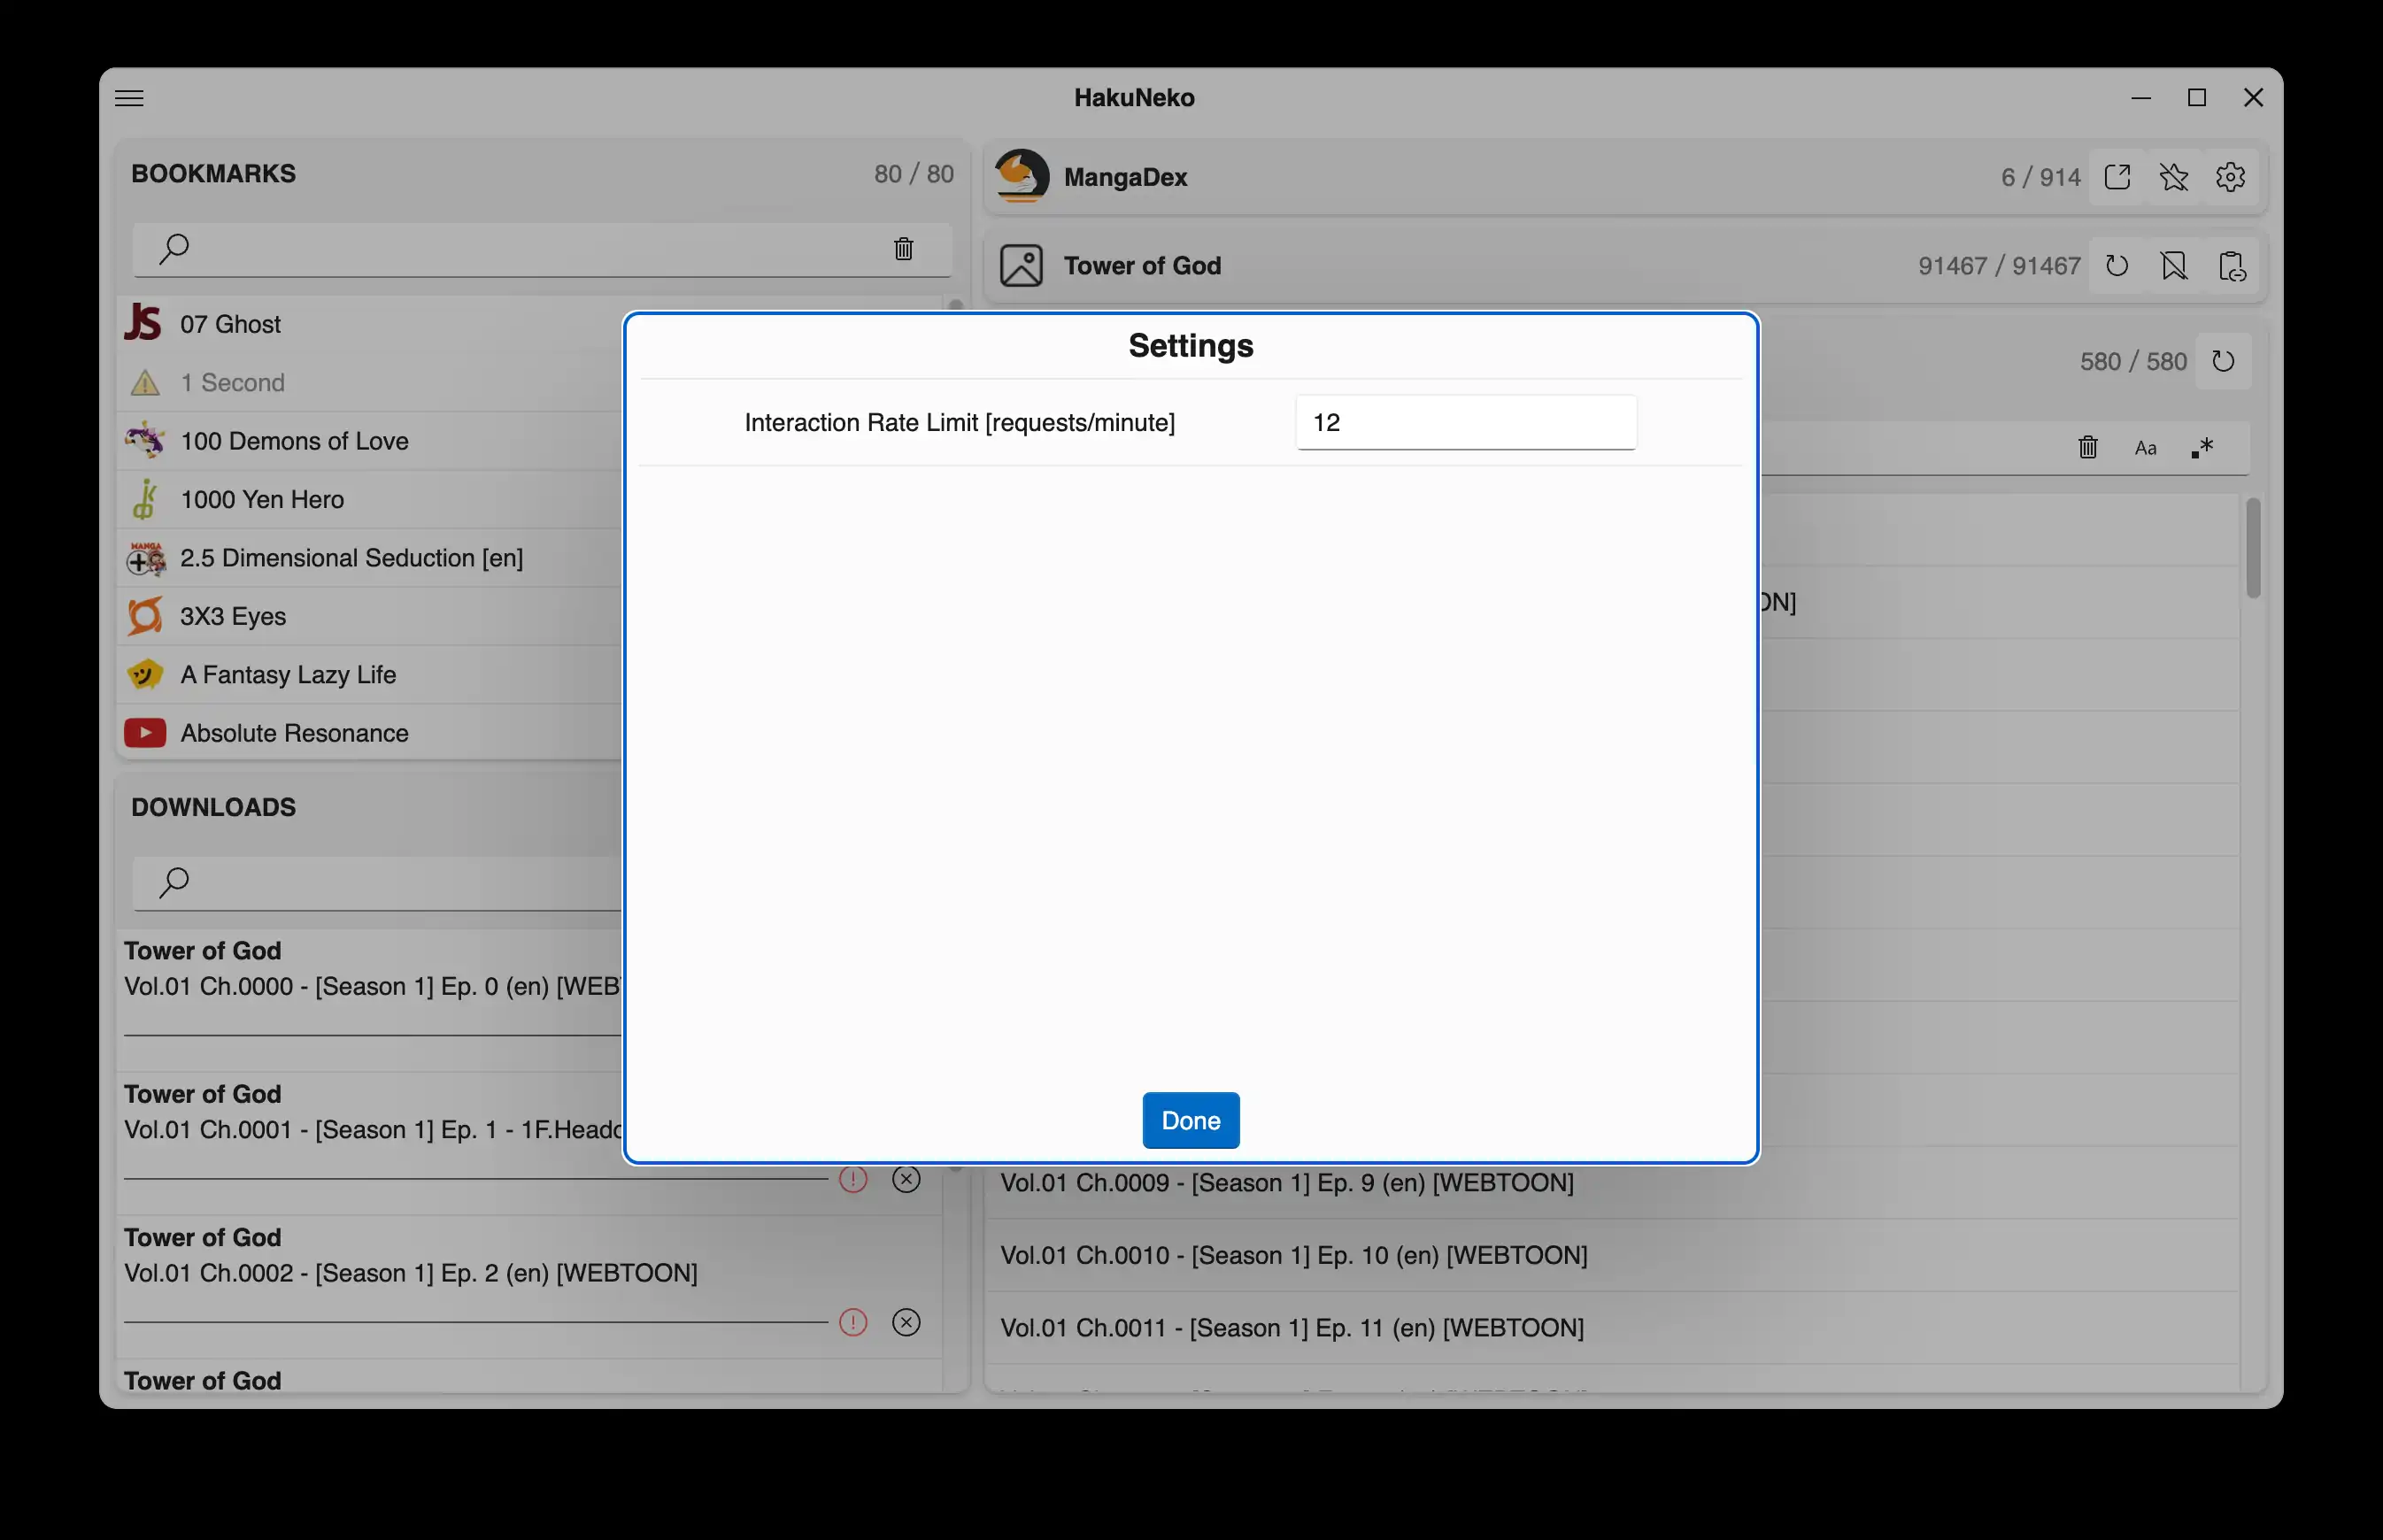 HakuNeko
BOOKMARKS
80 / 80
JS
07 Ghost
1 Second
100 Demons of Love
1000 Yen Hero
MANGA
2.5 Dimensional Seduction [en]
3X3 Eyes
A Fantasy Lazy Life
Absolute Resonance
DOWNLOADS
Tower of God
Vol.01 Ch.0000 - [Season 1] Ep. 0 (en)
Tower of God
Vol.01 Ch.0001 - [Season 1] Ep. 1 -
Tower of God
Vol.01 Ch.0002 - [Season 1] Ep. 2 (en) [WEBTOON]
Tower of God
MangaDex
6 / 914
Tower of God
91467 / 91467
580 / 580
Aa
.*
Settings
Interaction Rate Limit [requests/minute]
12
Done
Vol.01 Ch.0009 - [Season 1] Ep. 9 (en) [WEBTOON]
Vol.01 Ch.0010 - [Season 1] Ep. 10 (en) [WEBTOON]
Vol.01 Ch.0011 - [Season 1] Ep. 11 (en) [WEBTOON]